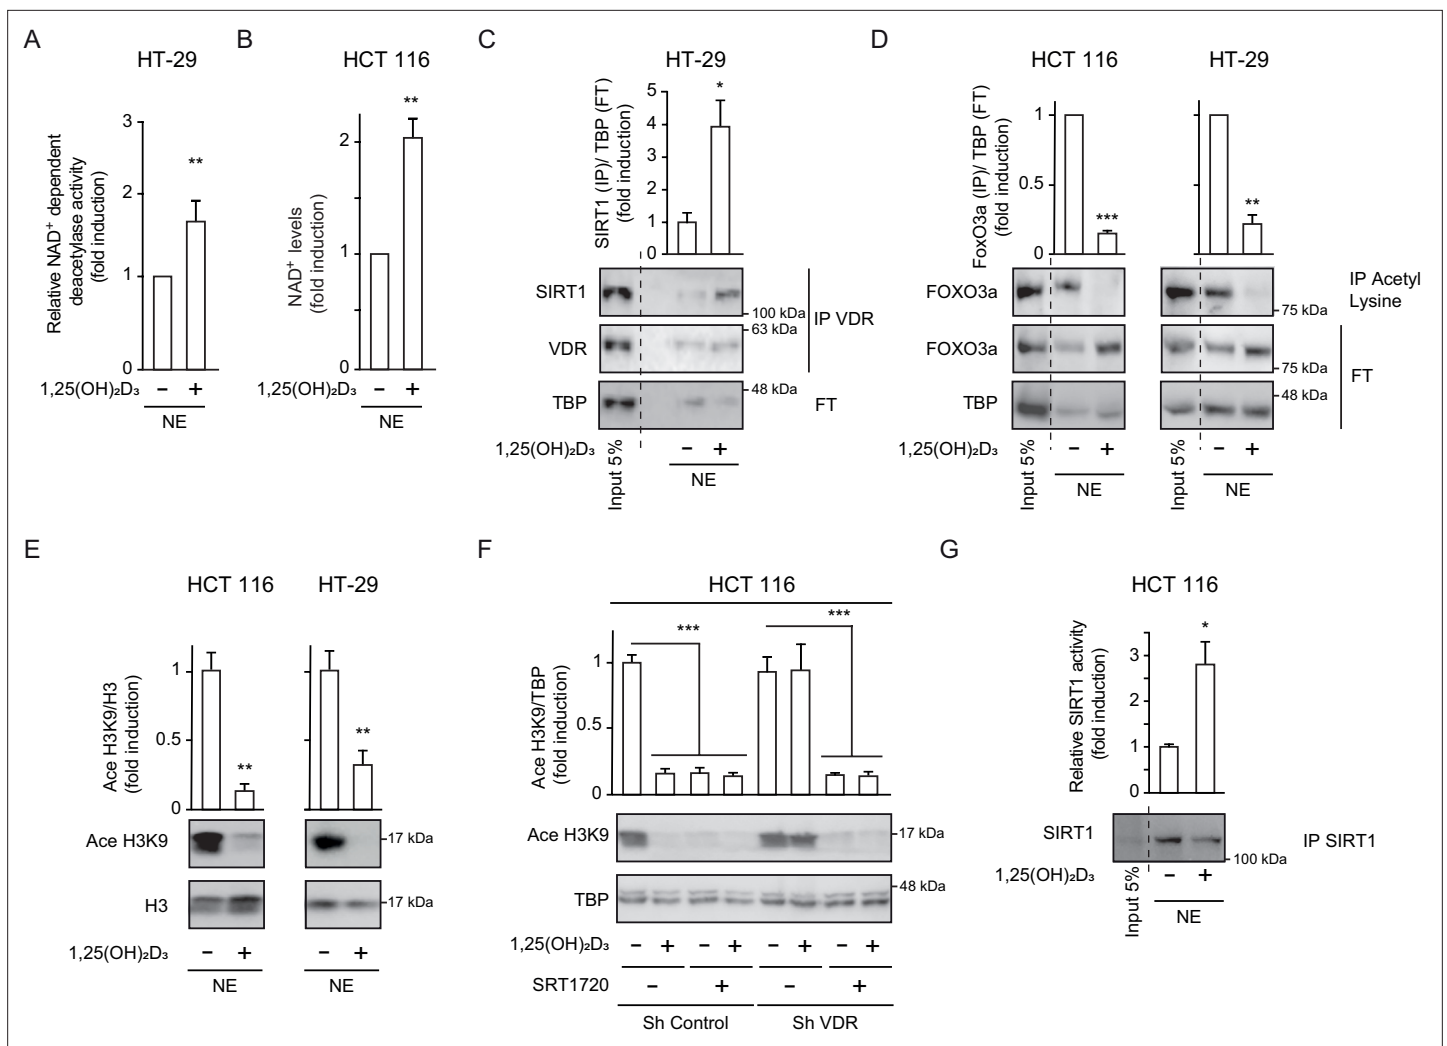 A
HT-29
Relative NAD⁺ dependent
deacetylase activity
(fold induction)
3
2
1
0
**
1,25(OH)₂D₃ − +
NE
B
HCT 116
NAD⁺ levels
(fold induction)
2
1
0
**
1,25(OH)₂D₃ − +
NE
C
HT-29
SIRT1 (IP)/ TBP (FT)
(fold induction)
5
4
3
2
1
0
*
SIRT1
100 kDa
63 kDa
VDR
IP VDR
48 kDa
TBP
FT
1,25(OH)₂D₃ − +
Input 5%
NE
D
HCT 116
HT-29
FoxO3a (IP)/ TBP (FT)
(fold induction)
1
0.5
0
***
**
FOXO3a
75 kDa
IP Acetyl
Lysine
FOXO3a
75 kDa
48 kDa
TBP
FT
1,25(OH)₂D₃ − + − +
Input 5%
NE
Input 5%
NE
E
HCT 116
HT-29
Ace H3K9/H3
(fold induction)
1
0.5
0
**
**
Ace H3K9
17 kDa
H3
17 kDa
1,25(OH)₂D₃ − + − +
NE
NE
F
HCT 116
Ace H3K9/TBP
(fold induction)
1
0.5
0
***
***
Ace H3K9
17 kDa
48 kDa
TBP
1,25(OH)₂D₃ − + − + − + − +
SRT1720 − + − +
Sh Control
Sh VDR
G
HCT 116
Relative SIRT1 activity
(fold induction)
3
2
1
0
*
SIRT1
IP SIRT1
100 kDa
1,25(OH)₂D₃ − +
Input 5%
NE